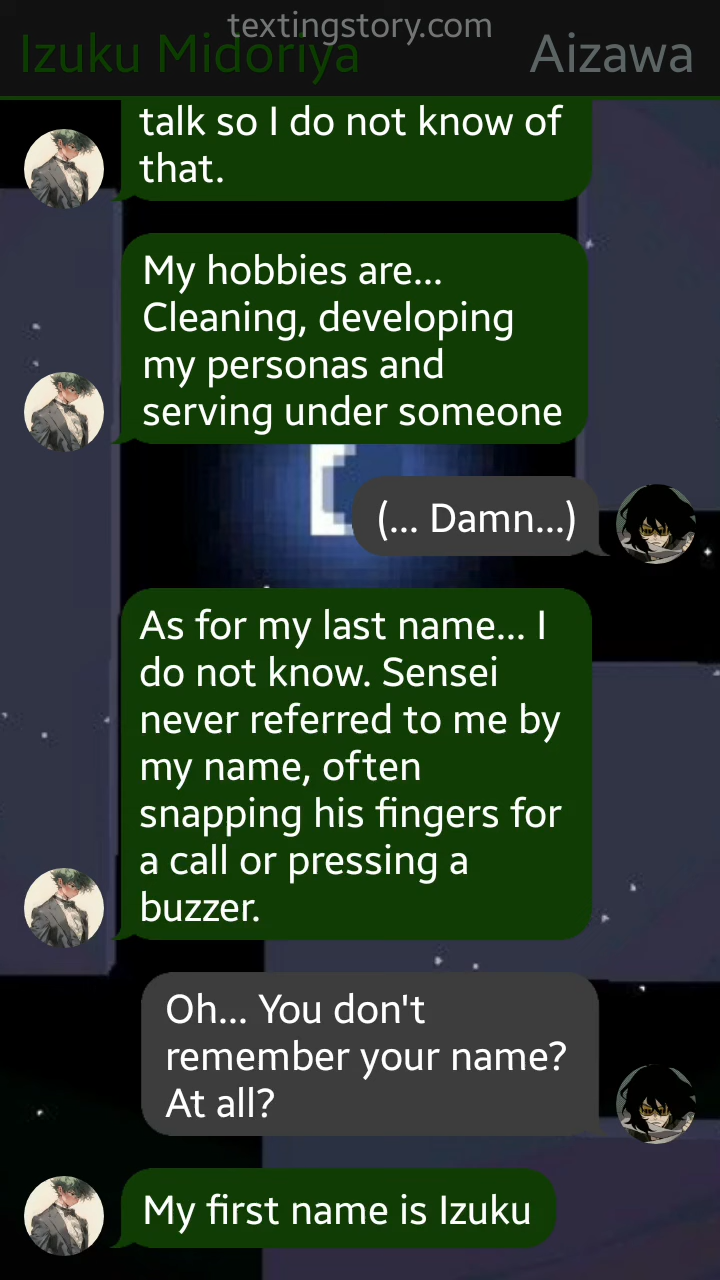 textingstory.com
Izuku Midoriya
Aizawa
talk so I do not know of
that.
My hobbies are...
Cleaning, developing
my personas and
serving under someone
(... Damn...)
As for my last name... I
do not know. Sensei
never referred to me by
my name, often
snapping his fingers for
a call or pressing a
buzzer.
Oh... You don't
remember your name?
At all?
My first name is Izuku